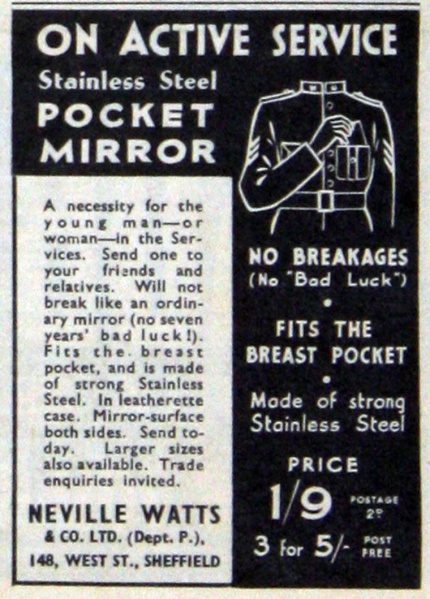 ON ACTIVE SERVICE
Stainless Steel
POCKET
MIRROR
A necessity for the
young man—or
woman—in the Ser-
vices. Send one to
your friends and
relatives. Will not
break like an ordin-
ary mirror (no seven
years' bad luck!).
Fits the breast
pocket, and is made
of strong Stainless
Steel. In leatherette
case. Mirror-surface
both sides. Send to-
day. Larger sizes
also available. Trade
enquiries invited.
NEVILLE WATTS
& CO. LTD. (Dept. P.),
148, WEST ST., SHEFFIELD
NO BREAKAGES
(No "Bad Luck")
•
FITS THE
BREAST POCKET
•
Made of strong
Stainless Steel
PRICE
1/9 POSTAGE 2D
3 for 5/- POST FREE